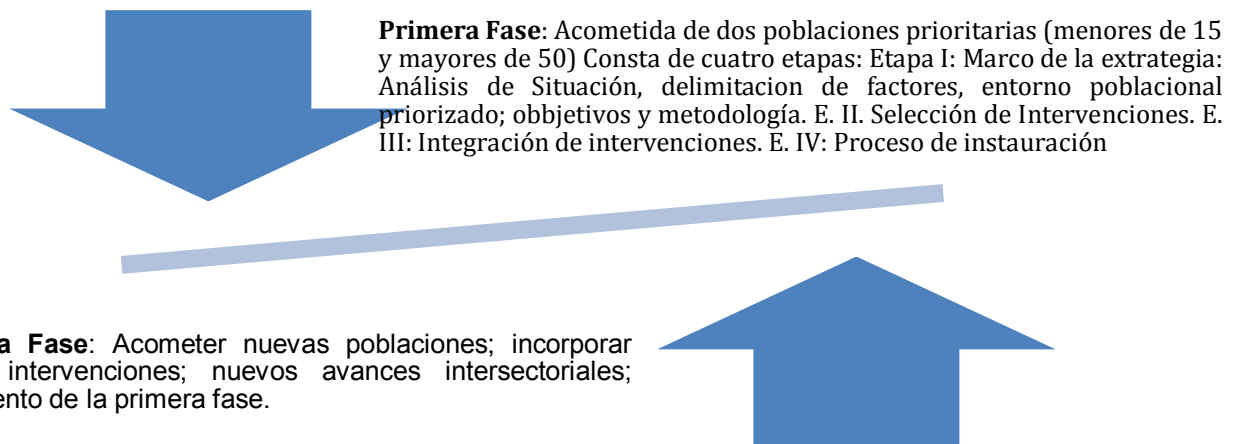 Primera Fase: Acometida de dos poblaciones prioritarias (menores de 15
y mayores de 50) Consta de cuatro etapas: Etapa I: Marco de la extrategia:
Análisis de Situación, delimitacion de factores, entorno poblacional
priorizado; obbjetivos y metodología. E. II. Selección de Intervenciones. E.
III: Integración de intervenciones. E. IV: Proceso de instauración
Fase: Acometer nuevas poblaciones; incorporar
intervenciones; nuevos avances intersectoriales;
de la primera fase.